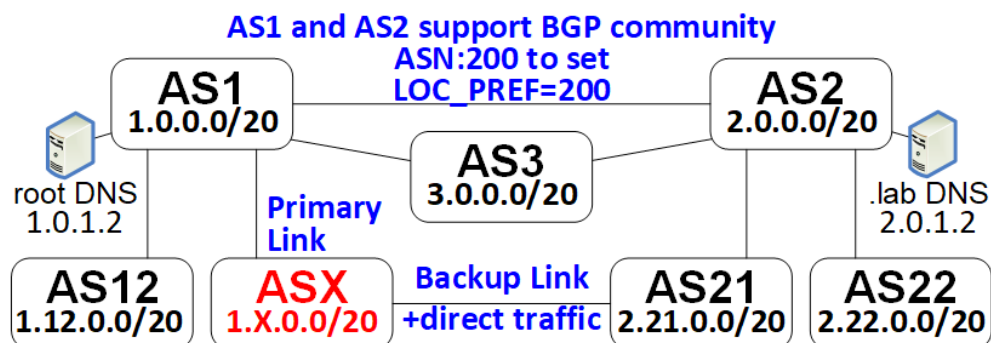 AS1 and AS2 support BGP community
ASN:200 to set
LOC_PREF=200
AS1
1.0.0.0/20
AS2
2.0.0.0/20
AS3
3.0.0.0/20
root DNS
1.0.1.2
.lab DNS
2.0.1.2
Primary
Link
AS12
1.12.0.0/20
ASX
1.X.0.0/20
Backup Link
+direct traffic
AS21
2.21.0.0/20
AS22
2.22.0.0/20